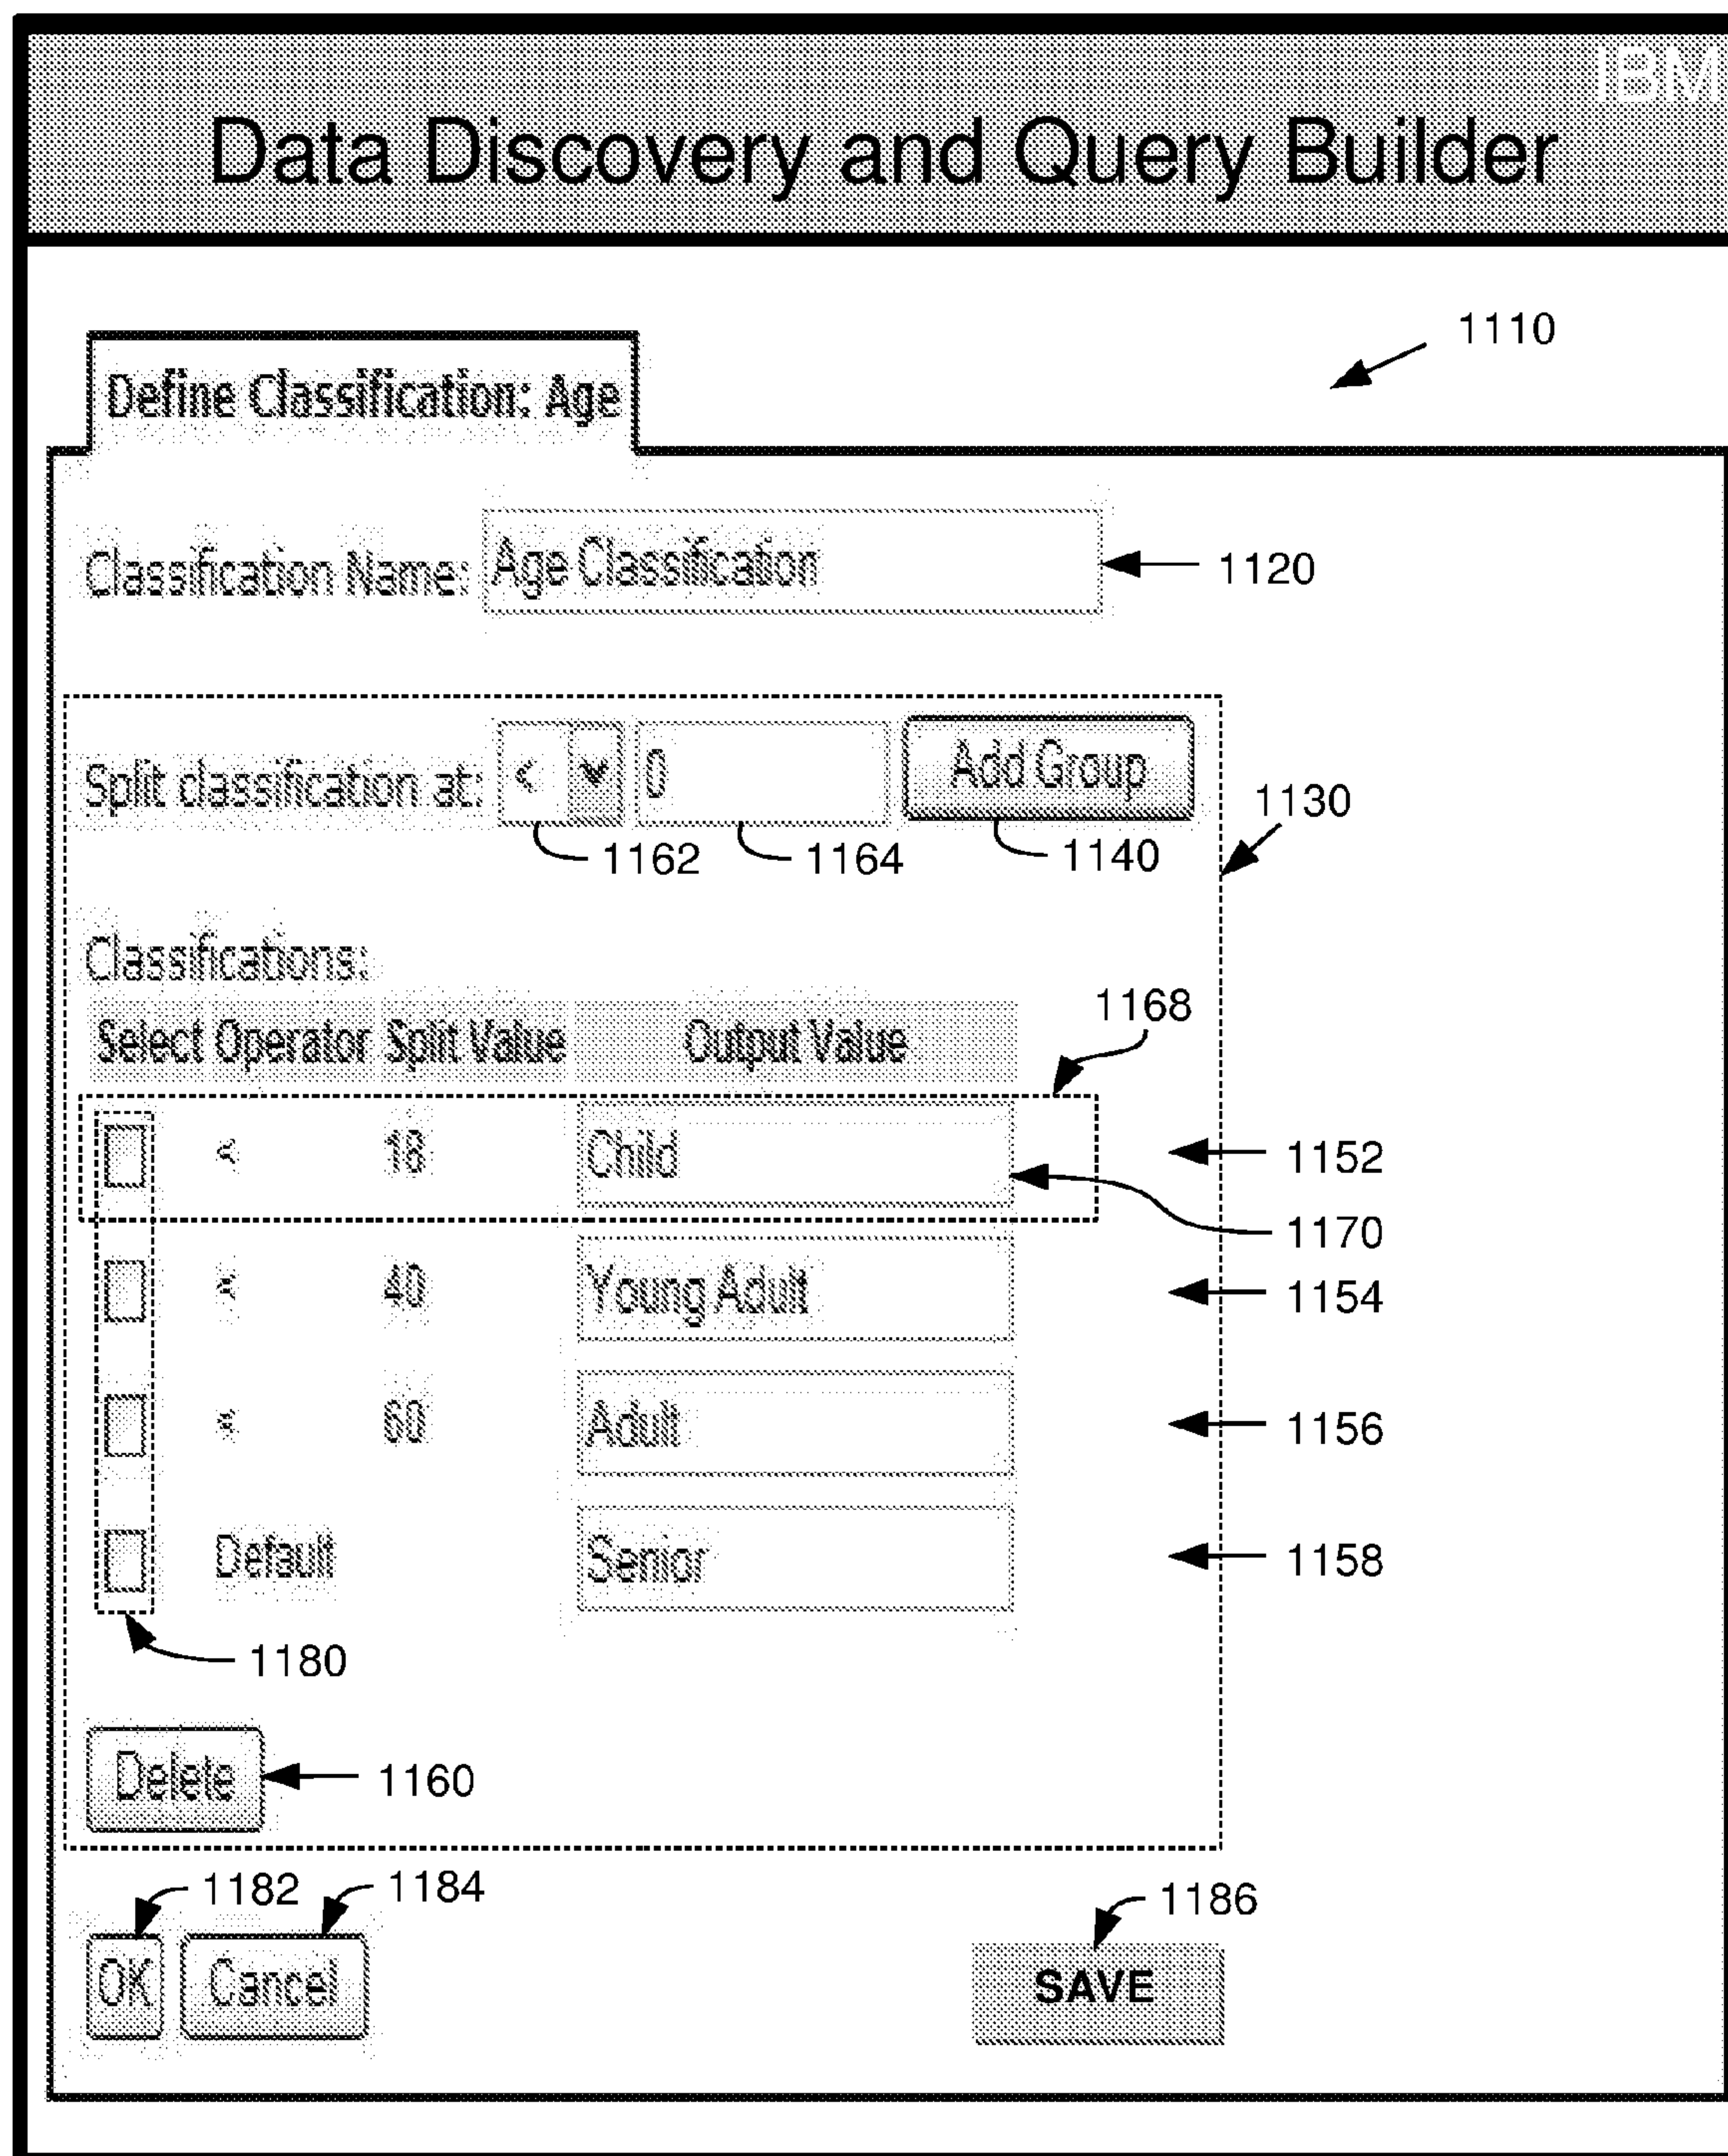 IBM
Data Discovery and Query Builder
1110
Define Classification: Age
Classification Name: Age Classification 1120
Split classification at: < 0 Add Group
1130
1162 1164 1140
Classifications:
1168
Select Operator Split Value Output Value
< 18 Child 1152
1170
< 40 Young Adult 1154
< 60 Adult 1156
Default Senior 1158
1180
Delete 1160
1182 1184 1186
OK Cancel SAVE